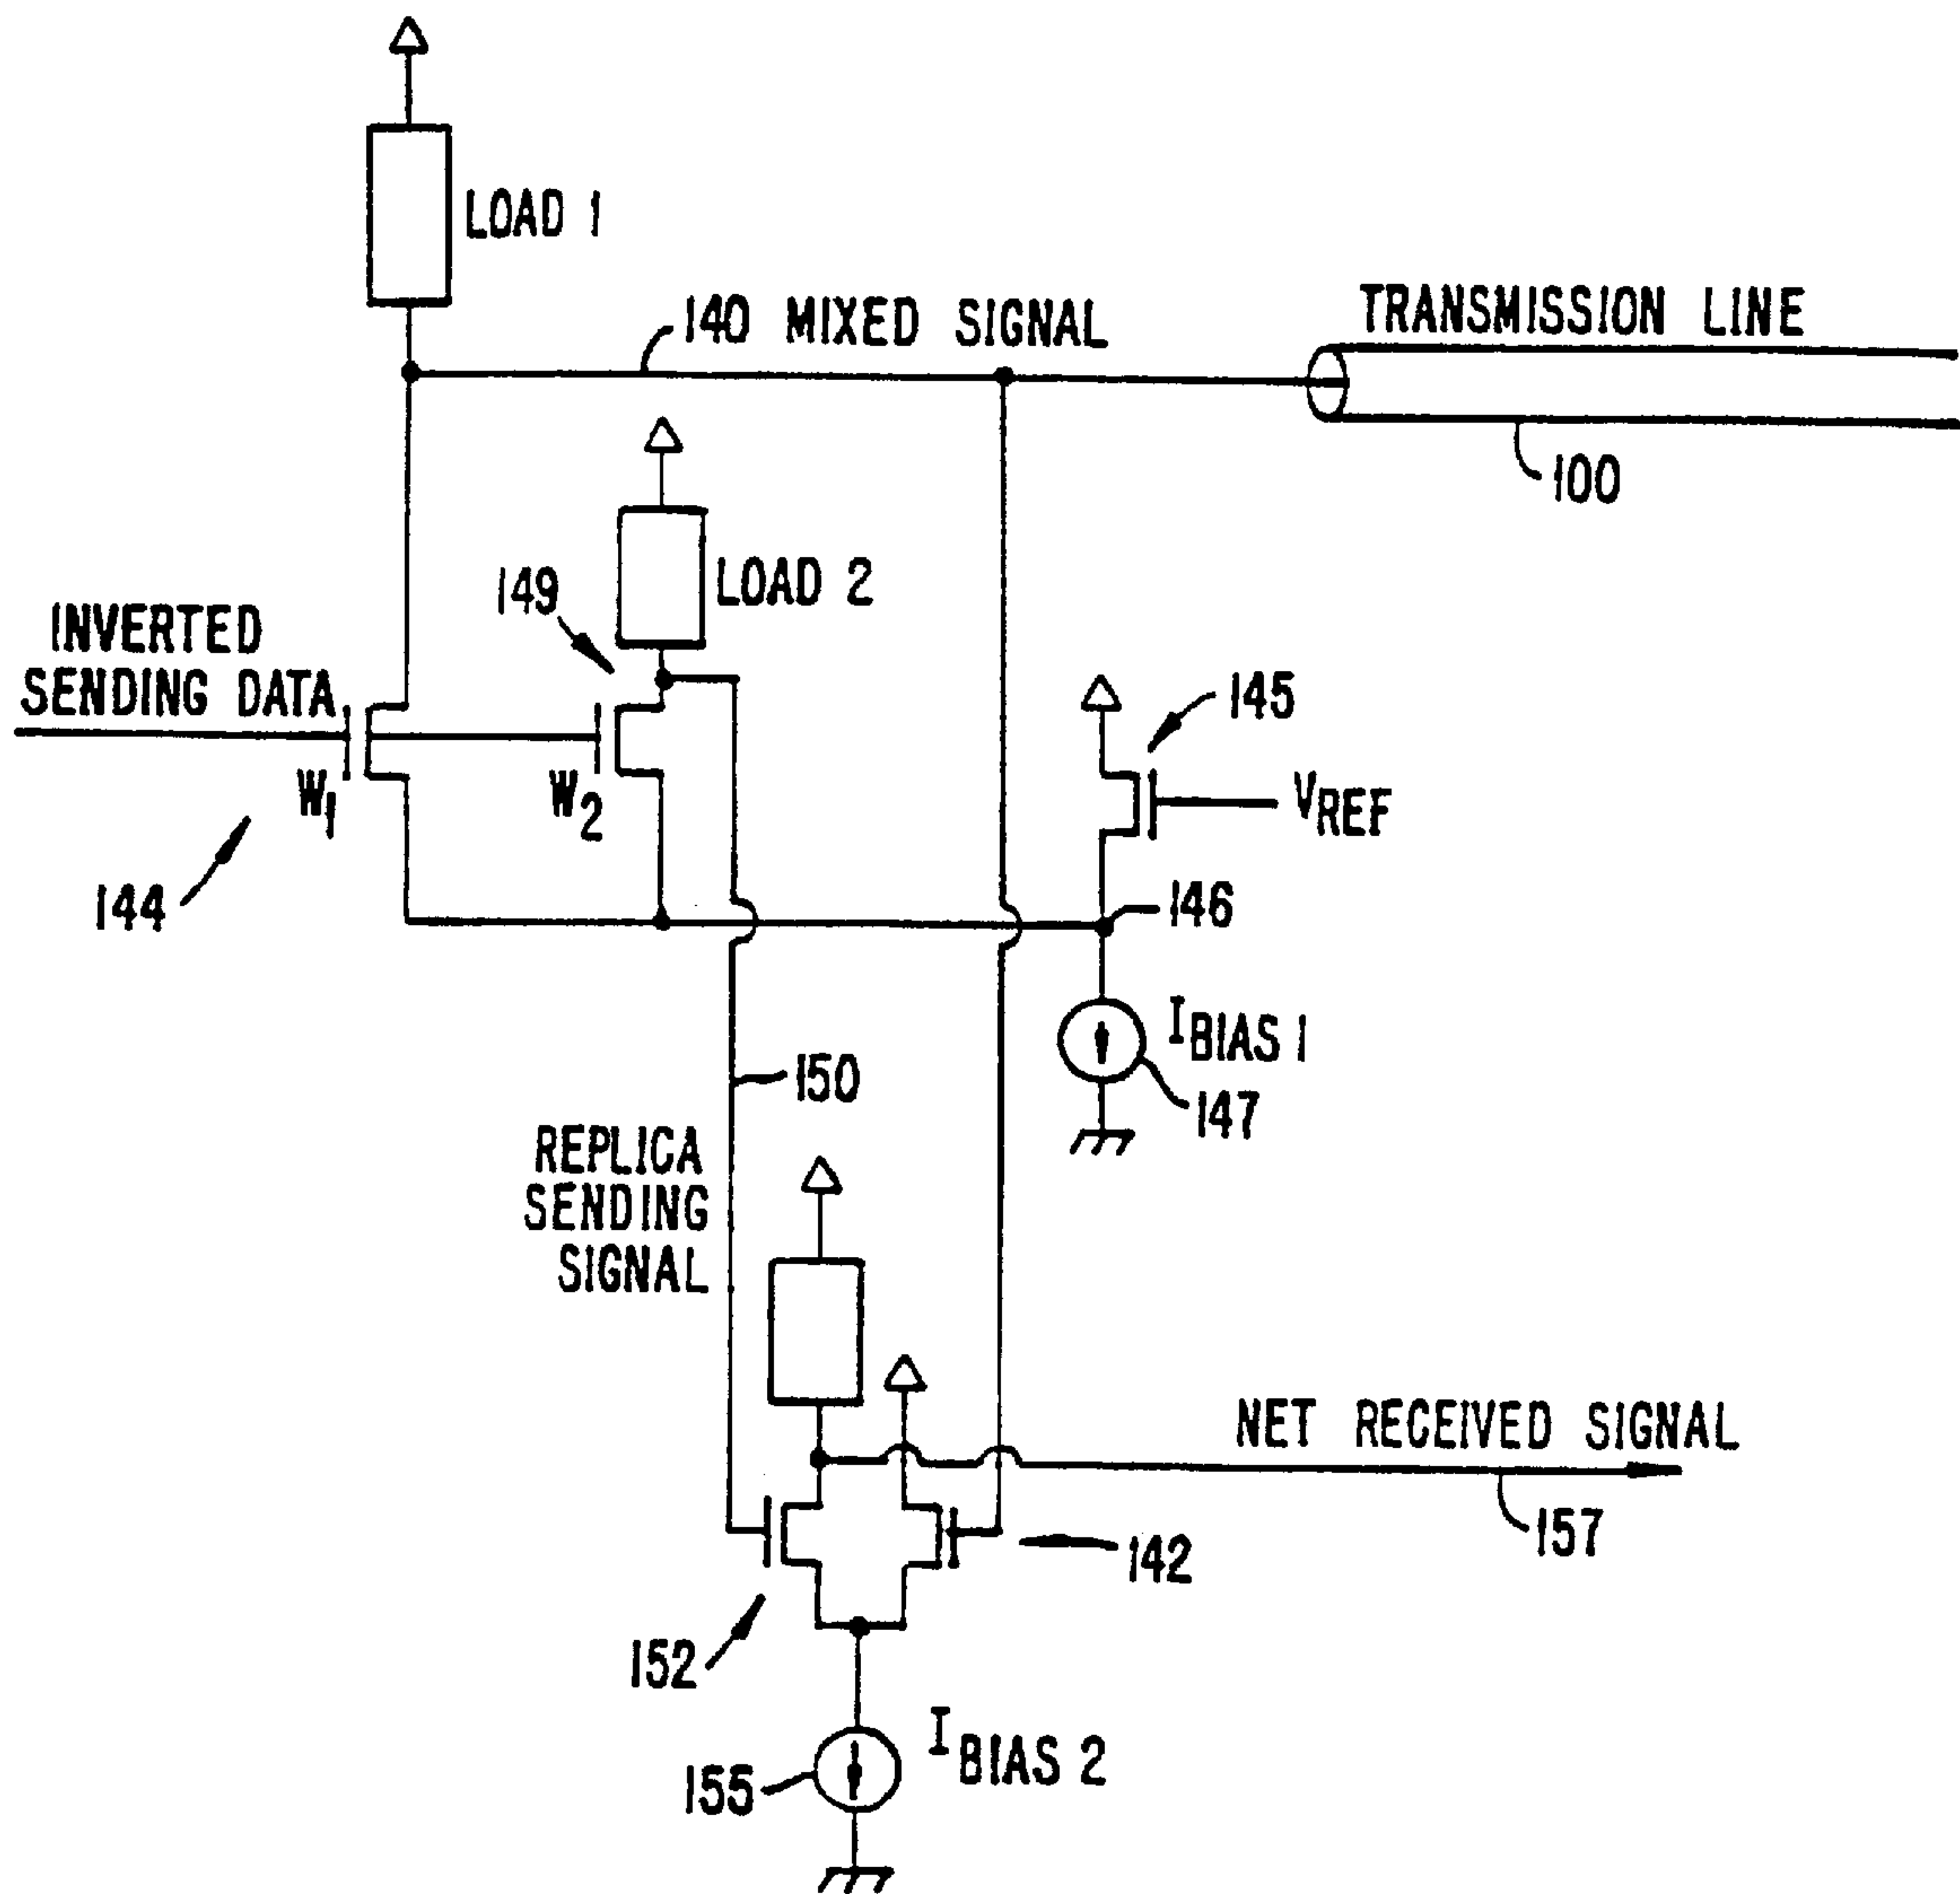 LOAD 1
140 MIXED SIGNAL
TRANSMISSION LINE
100
149
LOAD 2
INVERTED
SENDING DATA
W1
W2
144
145
VREF
146
IBIAS 1
147
150
REPLICA
SENDING
SIGNAL
NET RECEIVED SIGNAL
157
142
152
IBIAS 2
155